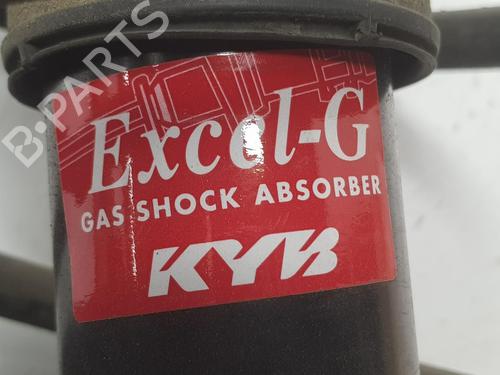 B-PARTS
Excel-G
GAS SHOCK ABSORBER
KYB